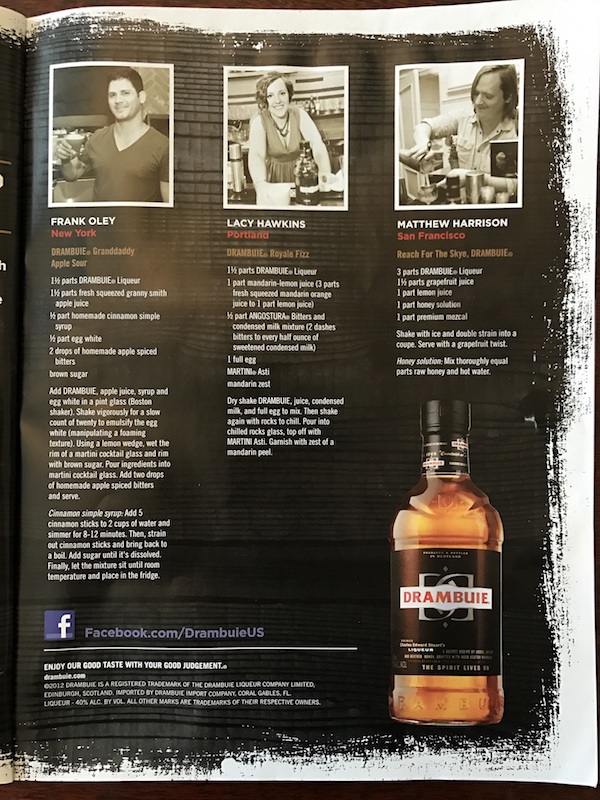 FRANK OLEY
New York
DRAMBUIE® Granddaddy
Apple Sour
1½ parts DRAMBUIE® Liqueur
1½ parts fresh squeezed granny smith
apple juice
½ part homemade cinnamon simple
syrup
½ part egg white
2 drops of homemade apple spiced
bitters
brown sugar
Add DRAMBUIE, apple juice, syrup and
egg white in a pint glass (Boston
shaker). Shake vigorously for a slow
count of twenty to emulsify the egg
white (manipulating a foaming
texture). Using a lemon wedge, wet the
rim of a martini cocktail glass and rim
with brown sugar. Pour ingredients into
martini cocktail glass. Add two drops
of homemade apple spiced bitters
and serve.
Cinnamon simple syrup: Add 5
cinnamon sticks to 2 cups of water and
simmer for 8-12 minutes. Then, strain
out cinnamon sticks and bring back to
a boil. Add sugar until it's dissolved.
Finally, let the mixture sit until room
temperature and place in the fridge.
LACY HAWKINS
Portland
DRAMBUIE® Royale Fizz
1½ parts DRAMBUIE® Liqueur
1 part mandarin-lemon juice (3 parts
fresh squeezed mandarin orange
juice to 1 part lemon juice)
½ part ANGOSTURA® Bitters and
condensed milk mixture (2 dashes
bitters to every half ounce of
sweetened condensed milk)
1 full egg
MARTINI® Asti
mandarin zest
Dry shake DRAMBUIE, juice, condensed
milk, and full egg to mix. Then shake
again with rocks to chill. Pour into
chilled rocks glass, top off with
MARTINI Asti. Garnish with zest of a
mandarin peel.
MATTHEW HARRISON
San Francisco
Reach For The Skye, DRAMBUIE®
3 parts DRAMBUIE® Liqueur
1½ parts grapefruit juice
1 part lemon juice
1 part honey solution
1 part premium mezcal
Shake with ice and double strain into a
coupe. Serve with a grapefruit twist.
Honey solution: Mix thoroughly equal
parts raw honey and hot water.
DRAMBUIE
Charles Edward Stuart's
LIQUEUR
THE SPIRIT LIVES ON
f Facebook.com/DrambuieUS
ENJOY OUR GOOD TASTE WITH YOUR GOOD JUDGEMENT.®
drambuie.com
©2012 DRAMBUIE IS A REGISTERED TRADEMARK OF THE DRAMBUIE LIQUEUR COMPANY LIMITED,
EDINBURGH, SCOTLAND. IMPORTED BY DRAMBUIE IMPORT COMPANY, CORAL GABLES, FL.
LIQUEUR - 40% ALC. BY VOL. ALL OTHER MARKS ARE TRADEMARKS OF THEIR RESPECTIVE OWNERS.